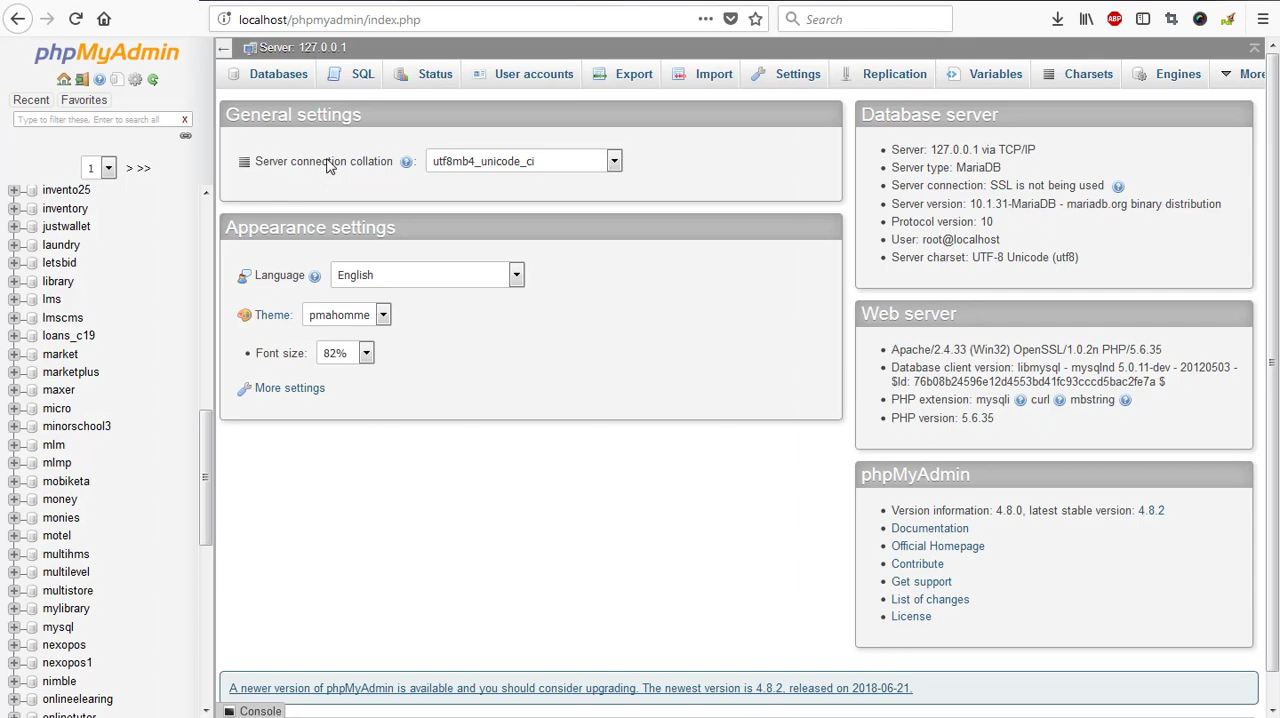 localhost/phpmyadmin/index.php
Search
phpMyAdmin
Recent Favorites
Type to filter these, Enter to search all X
1 > >>
invento25
inventory
justwallet
laundry
letsbid
library
lms
lmscms
loans_c19
market
marketplus
maxer
micro
minorschool3
mlm
mlmp
mobiketa
money
monies
motel
multihms
multilevel
multistore
mylibrary
mysql
nexopos
nexopos1
nimble
onlineelearing
onlinetutor
Server: 127.0.0.1
Databases SQL Status User accounts Export Import Settings Replication Variables Charsets Engines More
General settings
Server connection collation : utf8mb4_unicode_ci
Appearance settings
Language English
Theme: pmahomme
Font size: 82%
More settings
Database server
Server: 127.0.0.1 via TCP/IP
Server type: MariaDB
Server connection: SSL is not being used
Server version: 10.1.31-MariaDB - mariadb.org binary distribution
Protocol version: 10
User: root@localhost
Server charset: UTF-8 Unicode (utf8)
Web server
Apache/2.4.33 (Win32) OpenSSL/1.0.2n PHP/5.6.35
Database client version: libmysql - mysqlnd 5.0.11-dev - 20120503 -
$Id: 76b08b24596e12d4553bd41fc93cccd5bac2fe7a $
PHP extension: mysqli curl mbstring
PHP version: 5.6.35
phpMyAdmin
Version information: 4.8.0, latest stable version: 4.8.2
Documentation
Official Homepage
Contribute
Get support
List of changes
License
A newer version of phpMyAdmin is available and you should consider upgrading. The newest version is 4.8.2, released on 2018-06-21.
Console